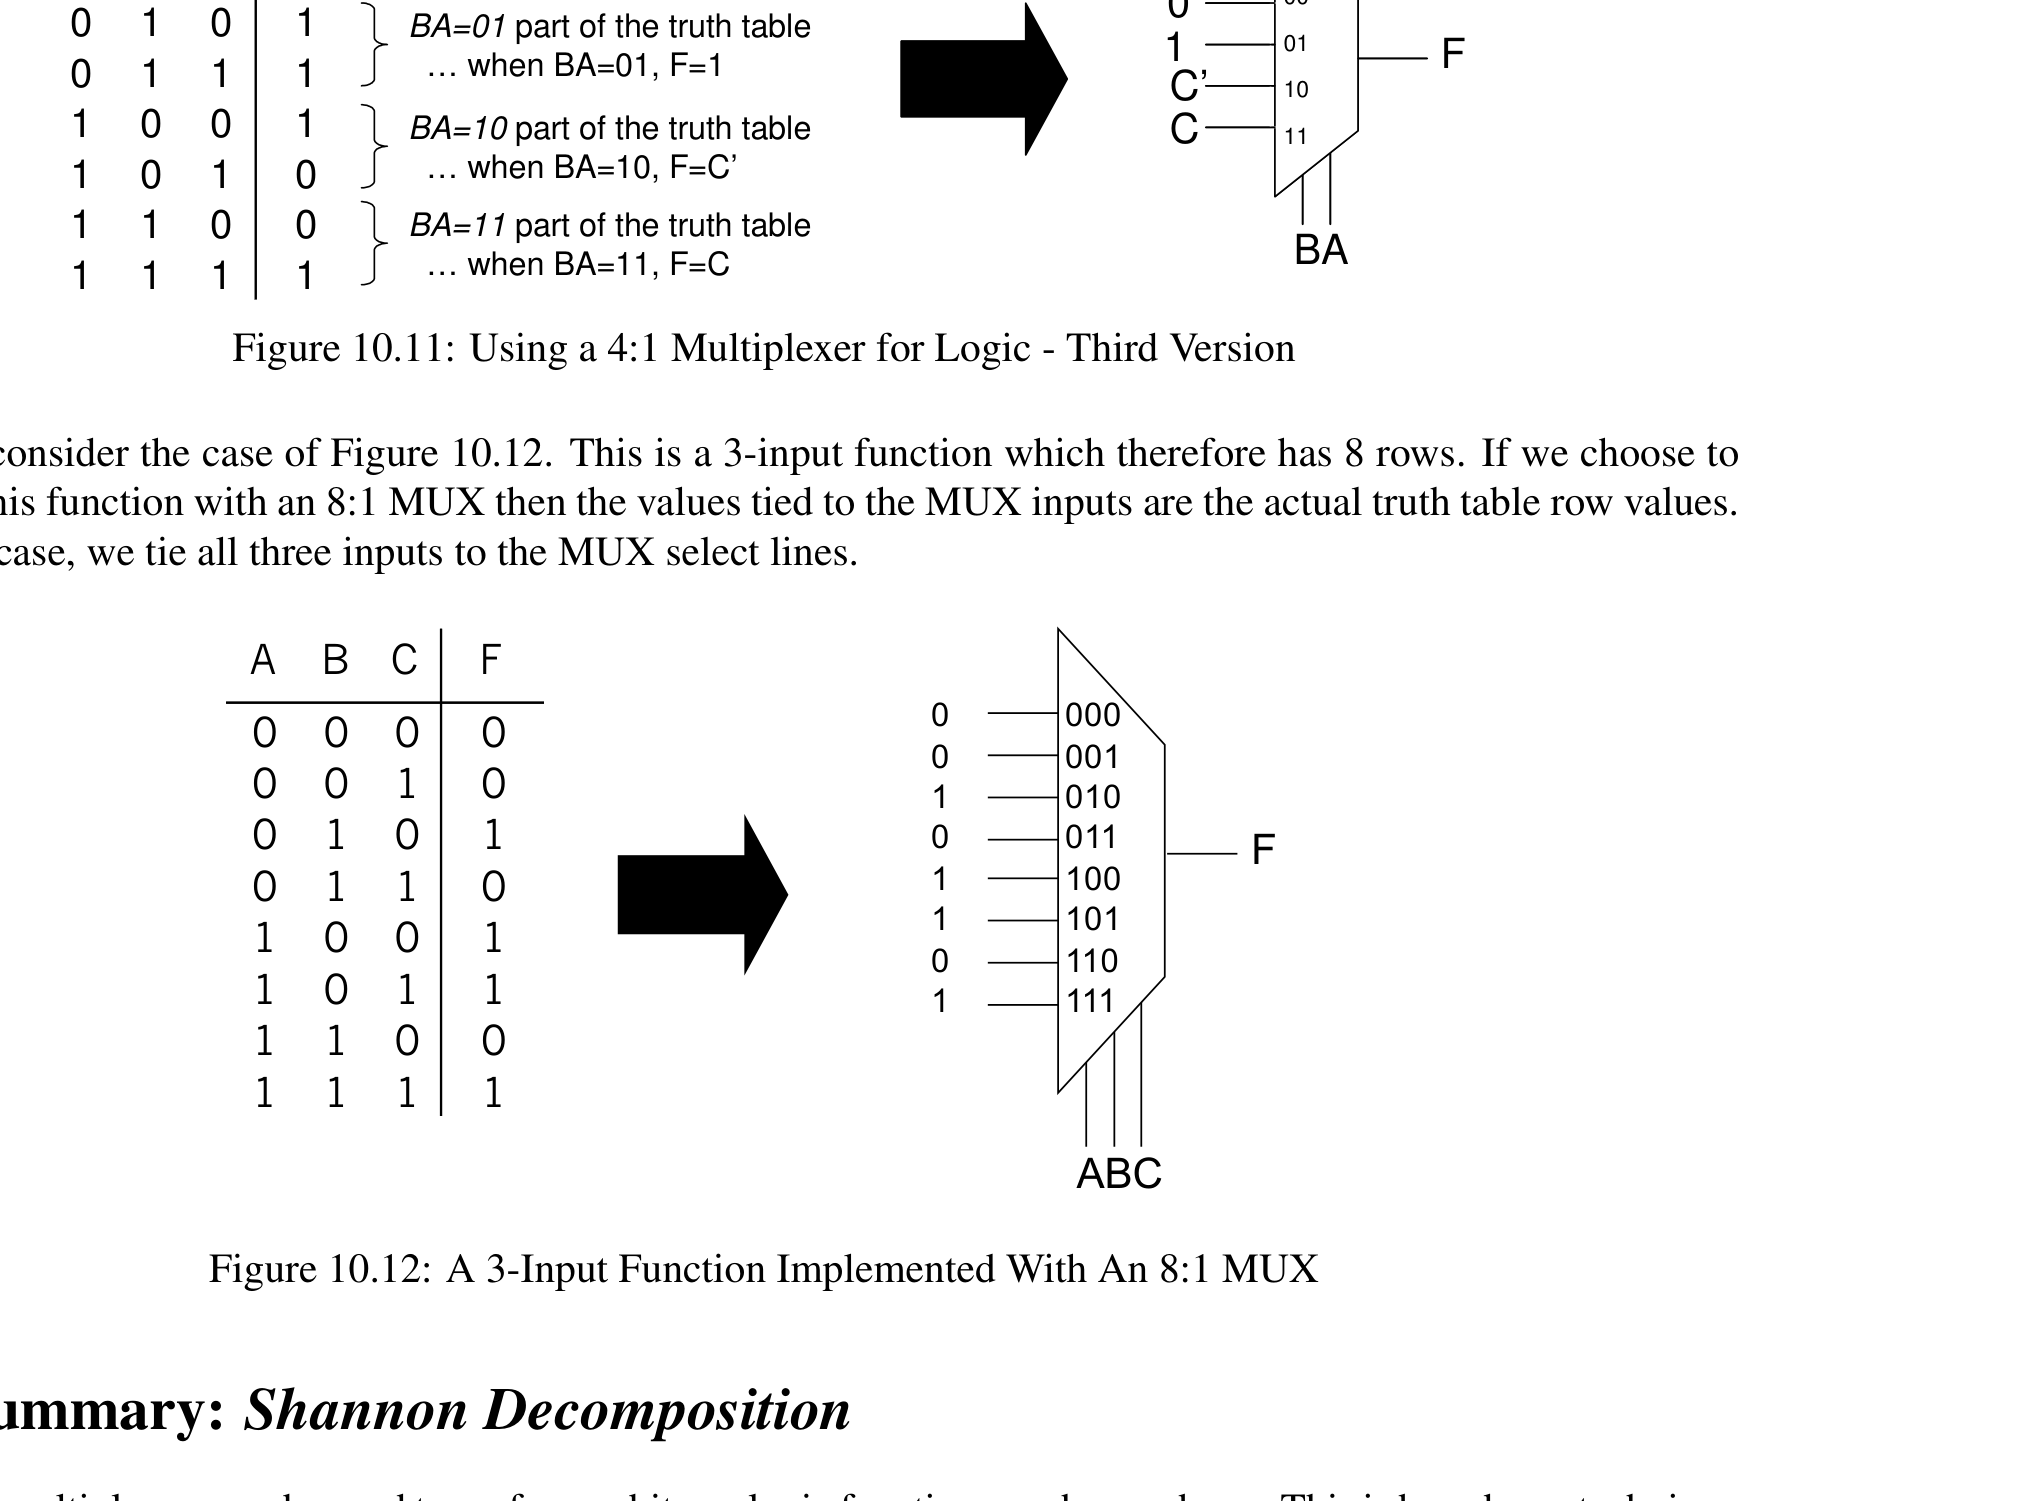 0 1 0 1 BA=01 part of the truth table
0 1 1 1 … when BA=01, F=1
1 0 0 1 BA=10 part of the truth table
1 0 1 0 … when BA=10, F=C’
1 1 0 0 BA=11 part of the truth table
1 1 1 1 … when BA=11, F=C
0
1 01
C’ 10
C 11
F
BA
Figure 10.11: Using a 4:1 Multiplexer for Logic - Third Version
consider the case of Figure 10.12. This is a 3-input function which therefore has 8 rows. If we choose to
his function with an 8:1 MUX then the values tied to the MUX inputs are the actual truth table row values.
case, we tie all three inputs to the MUX select lines.
A B C F
0 0 0 0
0 0 1 0
0 1 0 1
0 1 1 0
1 0 0 1
1 0 1 1
1 1 0 0
1 1 1 1
0 000
0 001
1 010
0 011
1 100
1 101
0 110
1 111
F
ABC
Figure 10.12: A 3-Input Function Implemented With An 8:1 MUX
ummary: Shannon Decomposition